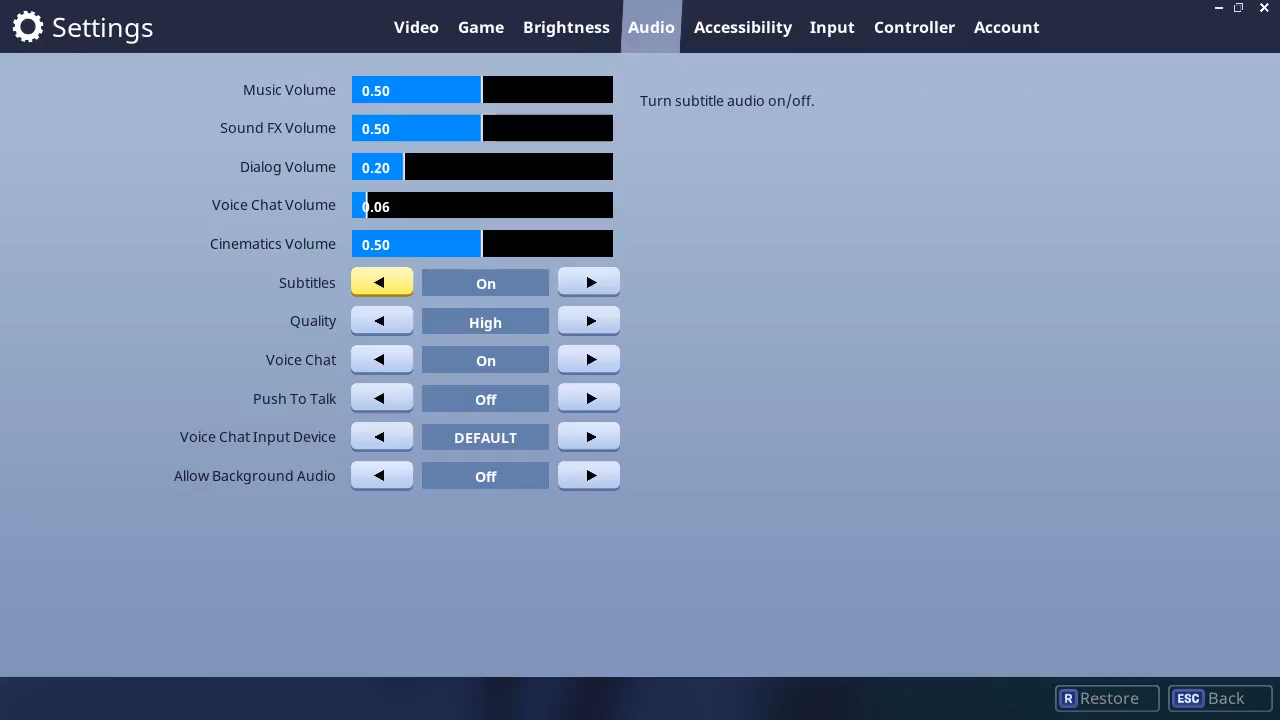 Settings
Video Game Brightness Audio Accessibility Input Controller Account
Music Volume 0.50
Turn subtitle audio on/off.
Sound FX Volume 0.50
Dialog Volume 0.20
Voice Chat Volume 0.06
Cinematics Volume 0.50
Subtitles On
Quality High
Voice Chat On
Push To Talk Off
Voice Chat Input Device DEFAULT
Allow Background Audio Off
R Restore ESC Back